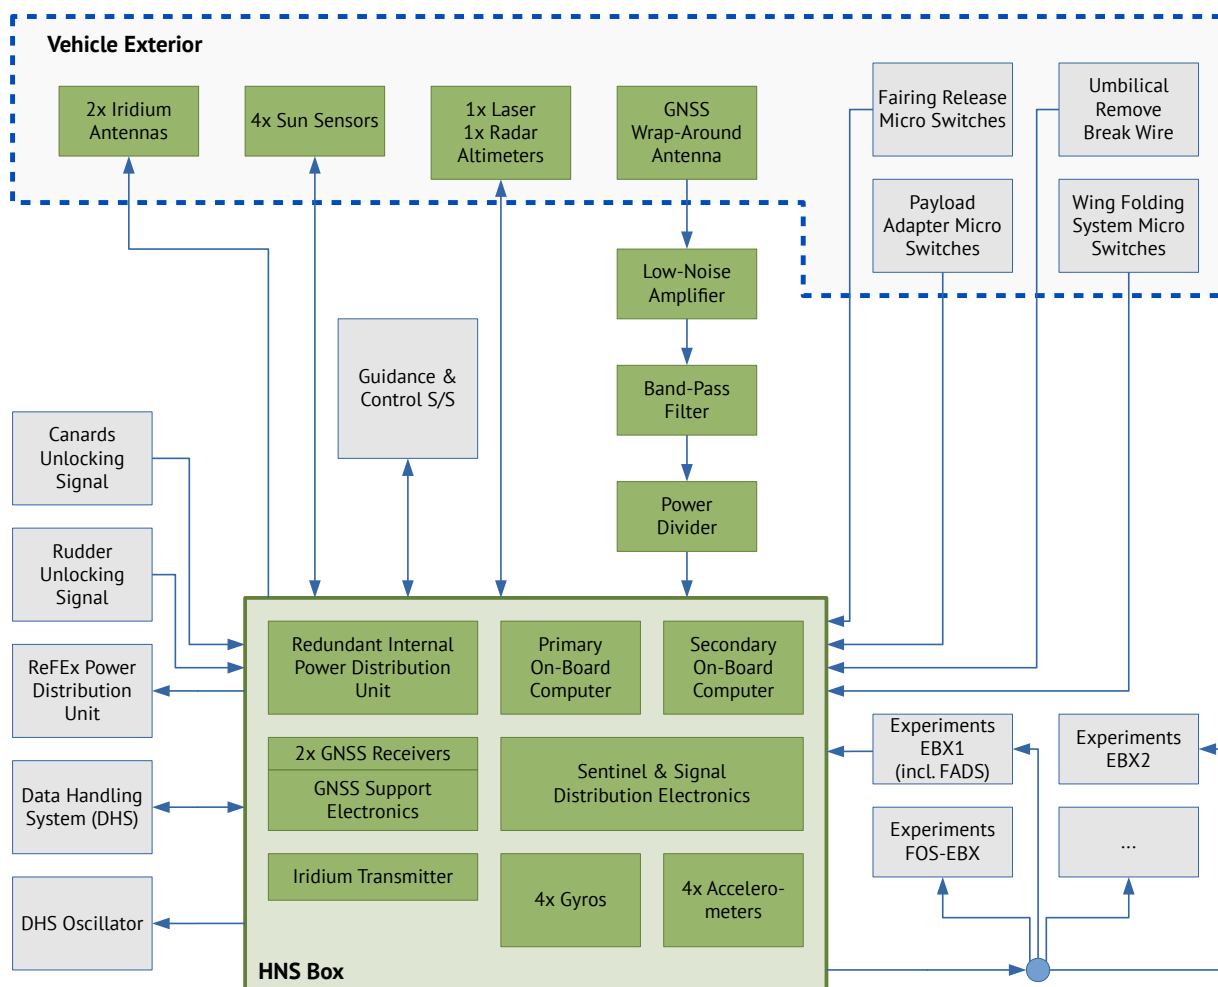 Vehicle Exterior
2x Iridium
Antennas
4x Sun Sensors
1x Laser
1x Radar
Altimeters
GNSS
Wrap-Around
Antenna
Fairing Release
Micro Switches
Umbilical
Remove
Break Wire
Payload
Adapter Micro
Switches
Wing Folding
System Micro
Switches
Low-Noise
Amplifier
Guidance &
Control S/S
Band-Pass
Filter
Canards
Unlocking
Signal
Power
Divider
Rudder
Unlocking
Signal
ReFEx Power
Distribution
Unit
Data Handling
System (DHS)
DHS Oscillator
Redundant Internal
Power Distribution
Unit
Primary
On-Board
Computer
Secondary
On-Board
Computer
2x GNSS Receivers
GNSS Support
Electronics
Sentinel & Signal
Distribution Electronics
Iridium Transmitter
4x Gyros
4x Accelero-
meters
HNS Box
Experiments
EBX1
(incl. FADS)
Experiments
EBX2
Experiments
FOS-EBX
...